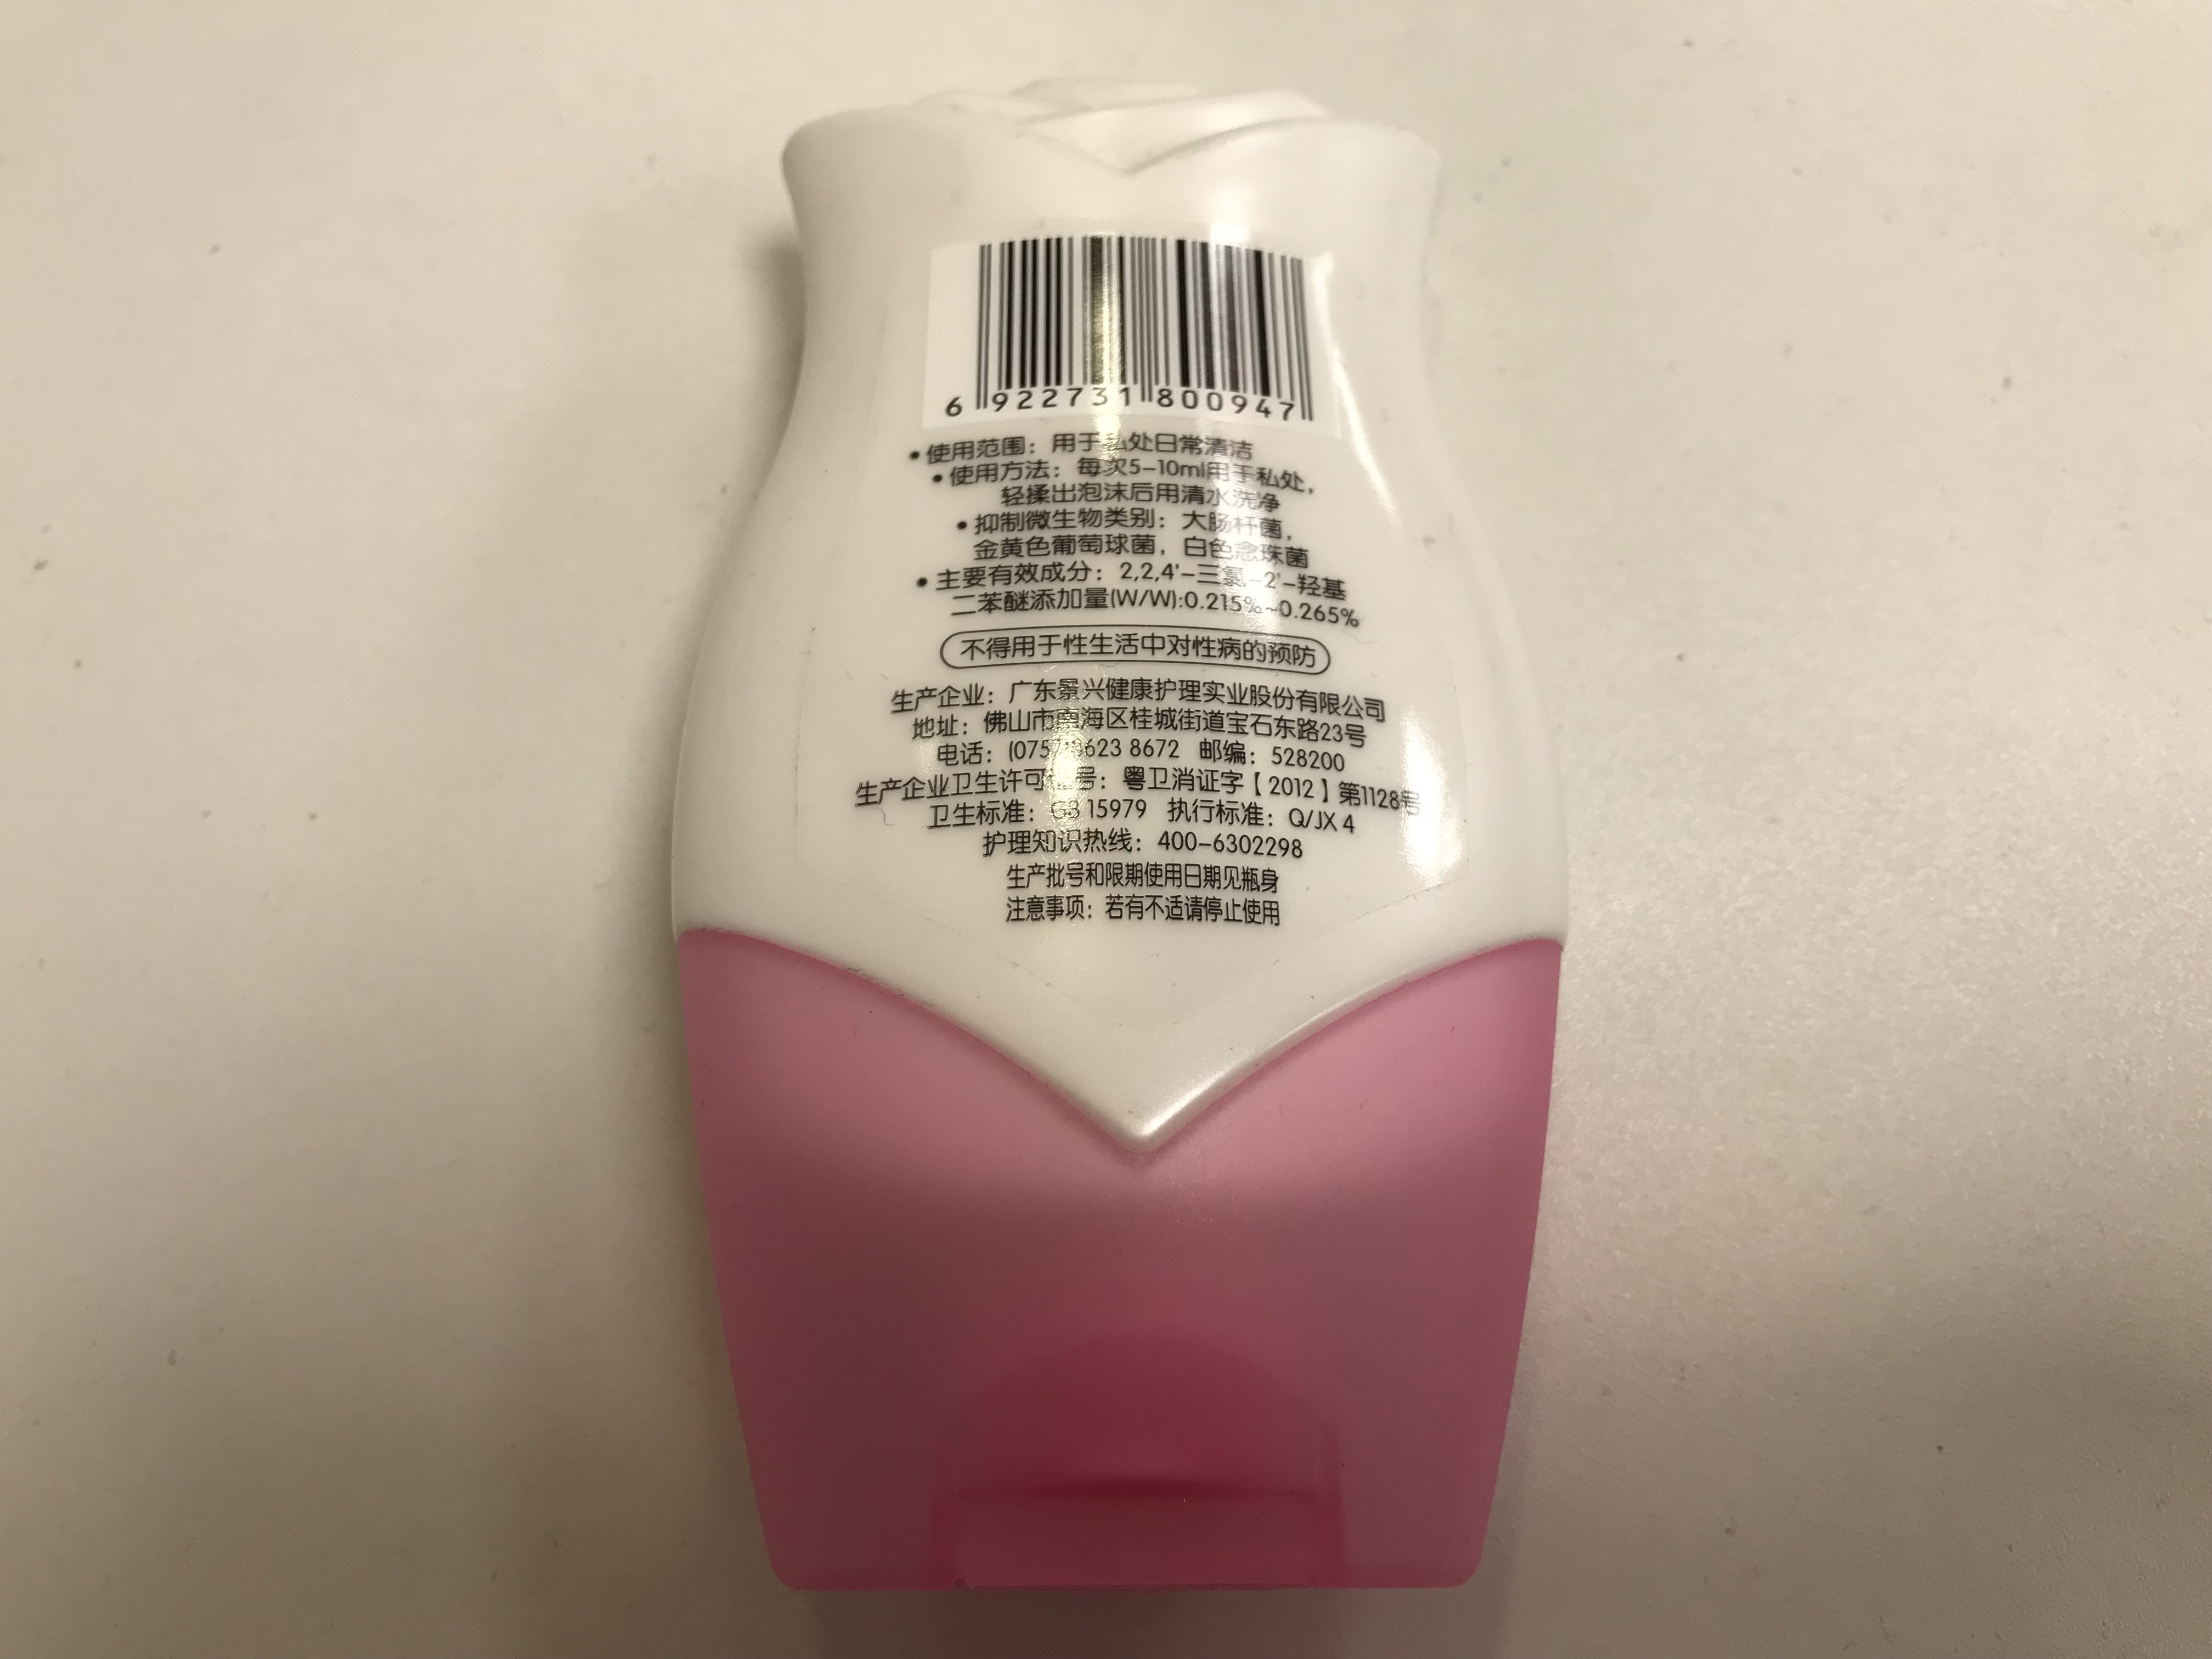 6 922731 800947
•使用范围：用于私处日常清洁
•使用方法：每次5-10ml用于私处，
轻揉出泡沫后用清水洗净
•抑制微生物类别：大肠杆菌，
金黄色葡萄球菌，白色念珠菌
•主要有效成分：2,2,4'-三氯-2'-羟基
二苯醚添加量(W/W):0.215%~0.265%
不得用于性生活中对性病的预防
生产企业：广东景兴健康护理实业股份有限公司
地址：佛山市南海区桂城街道宝石东路23号
电话：(0757) 8672 邮编：528200
生产企业卫生许可证号：粤卫消证字【2012】第1128号
卫生标准：GB 15979 执行标准：Q/JX 4
护理知识热线：400-6302298
生产批号和限期使用日期见瓶身
注意事项：若有不适请停止使用